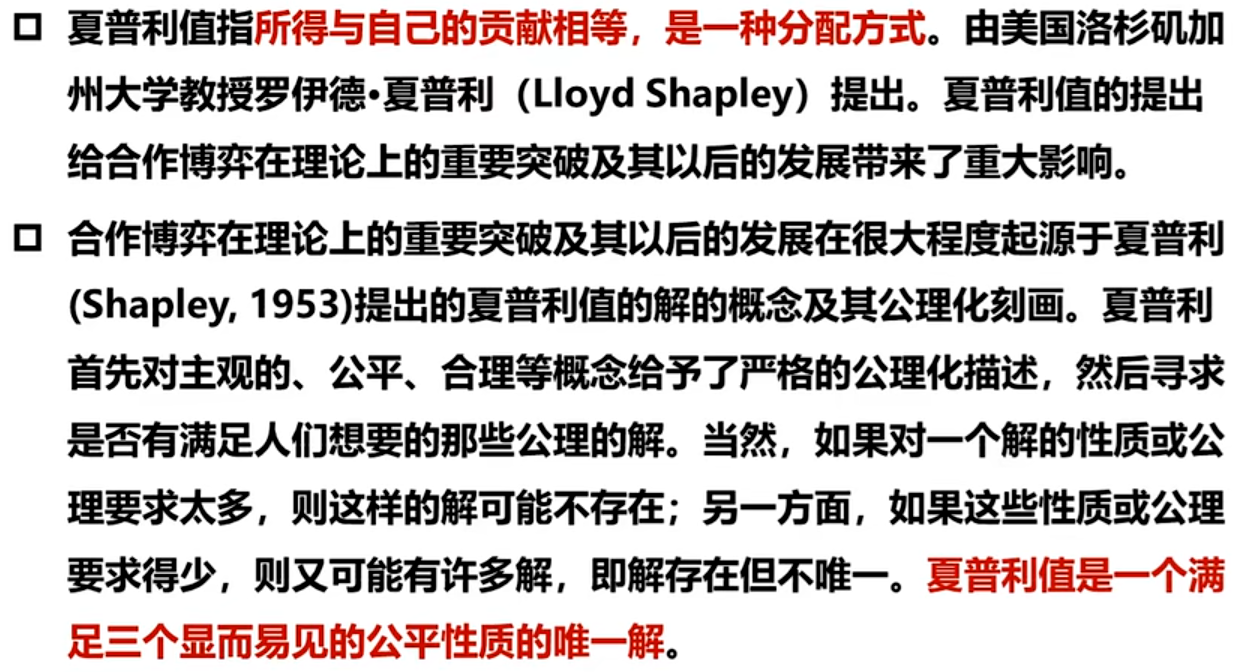 夏普利值指所得与自己的贡献相等，是一种分配方式。由美国洛杉矶加
州大学教授罗伊德•夏普利（Lloyd Shapley）提出。夏普利值的提出
给合作博弈在理论上的重要突破及其以后的发展带来了重大影响。
合作博弈在理论上的重要突破及其以后的发展在很大程度起源于夏普利
(Shapley, 1953)提出的夏普利值的解的概念及其公理化刻画。夏普利
首先对主观的、公平、合理等概念给予了严格的公理化描述，然后寻求
是否有满足人们想要的那些公理的解。当然，如果对一个解的性质或公
理要求太多，则这样的解可能不存在；另一方面，如果这些性质或公理
要求得少，则又可能有许多解，即解存在但不唯一。夏普利值是一个满
足三个显而易见的公平性质的唯一解。